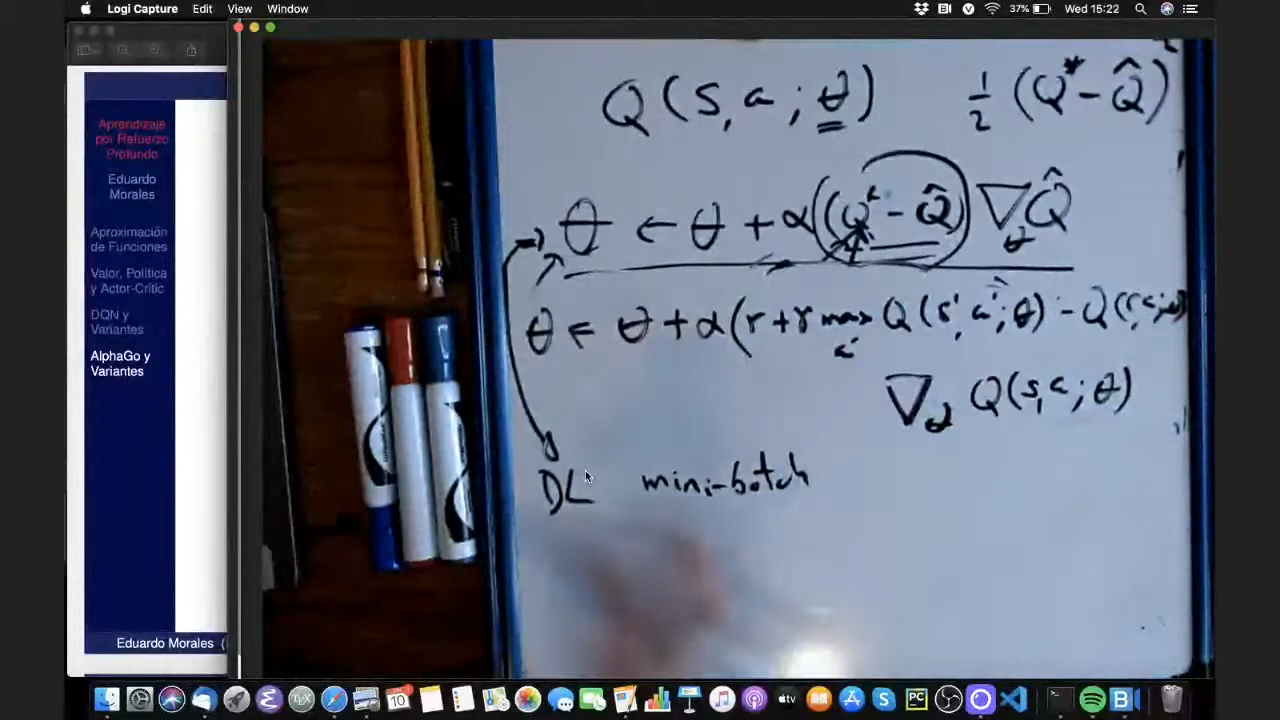 Logi Capture File Edit View Window 37% Wed 15:22
Aprendizaje
por Refuerzo
Profundo
Eduardo
Morales
Aproximación
de Funciones
Valor, Política
y Actor-Critic
DQN y
Variantes
AlphaGo y
Variantes
Eduardo Morales (
Q(s, a; θ) 1/2 (Q* - Q̂)
θ ← θ + α(Q* - Q̂) ∇θ Q̂
θ ← θ + α(r + γ max a' Q(s', a'; θ) - Q(s, a; θ)
∇θ Q(s, a; θ)
DL mini-batch